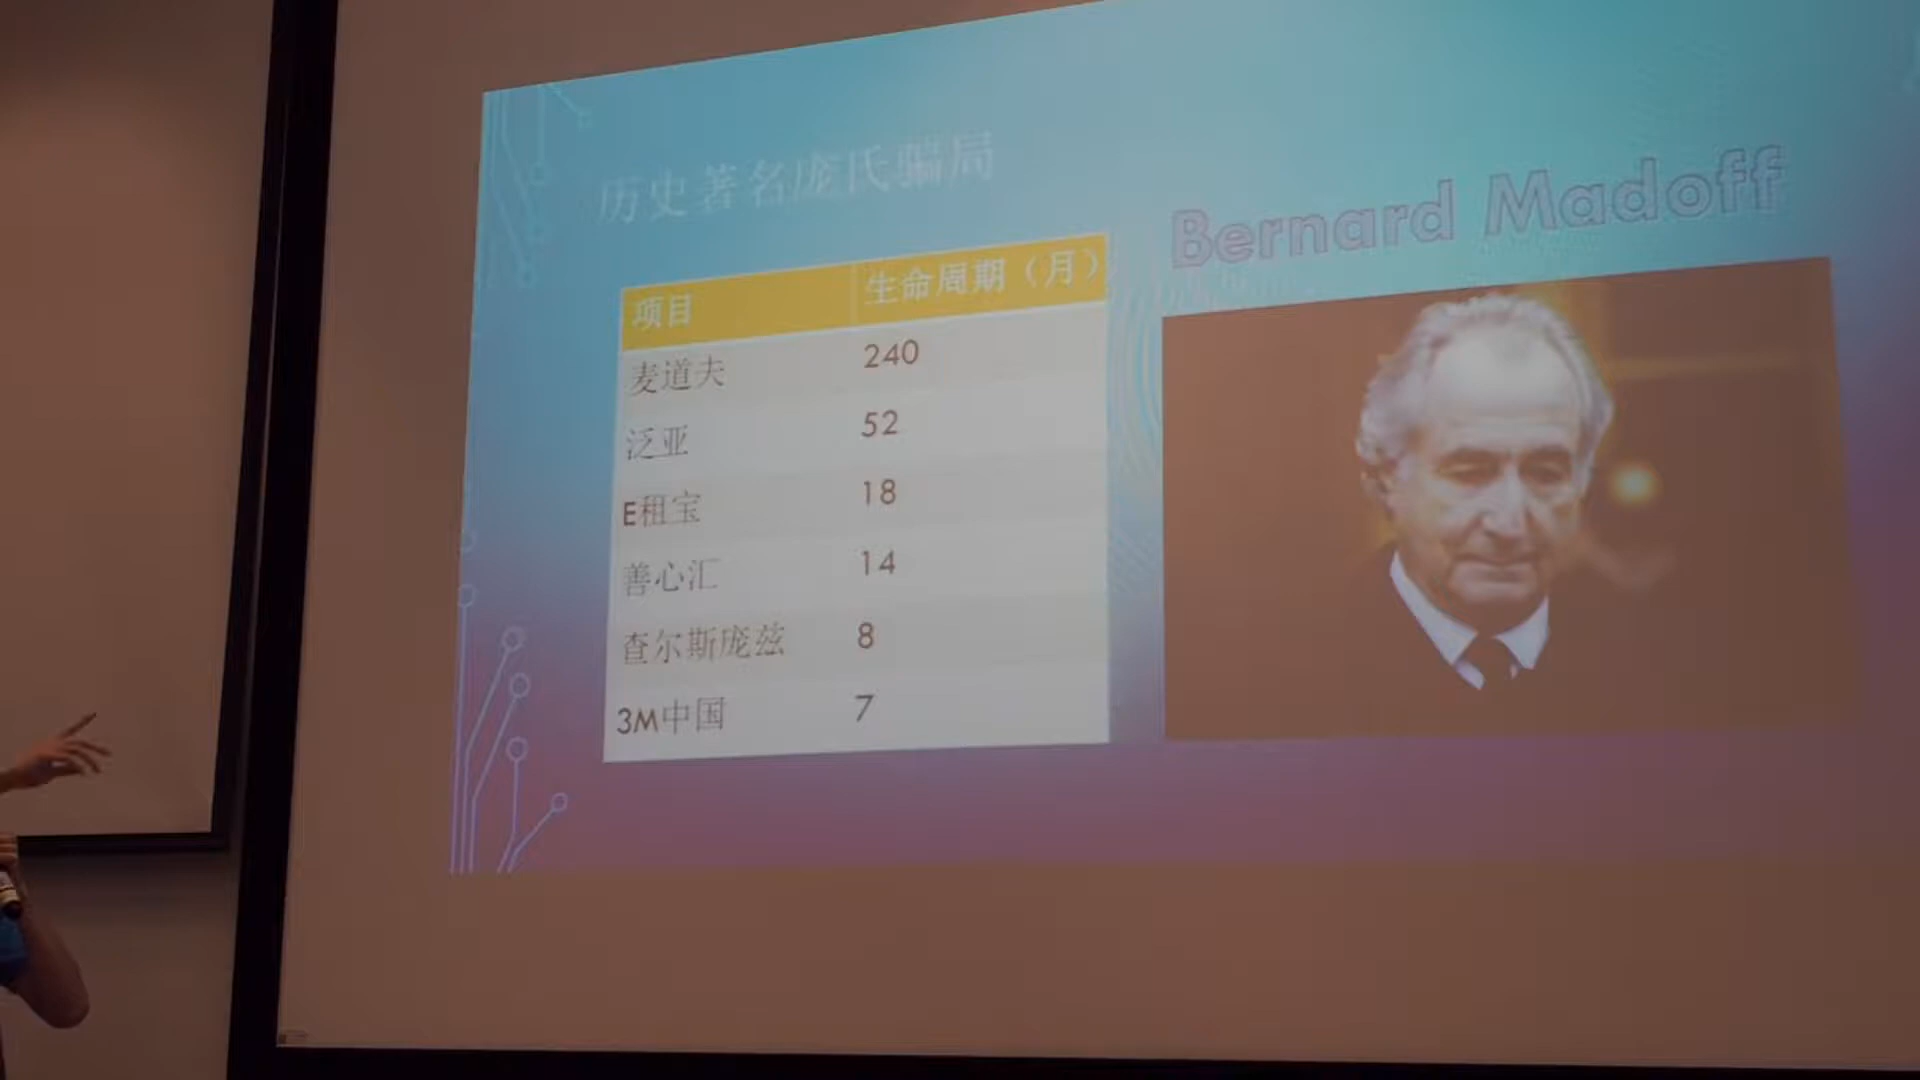 历史著名庞氏骗局
Bernard Madoff
项目 生命周期（月）
麦道夫 240
泛亚 52
E租宝 18
善心汇 14
查尔斯庞兹 8
3M中国 7